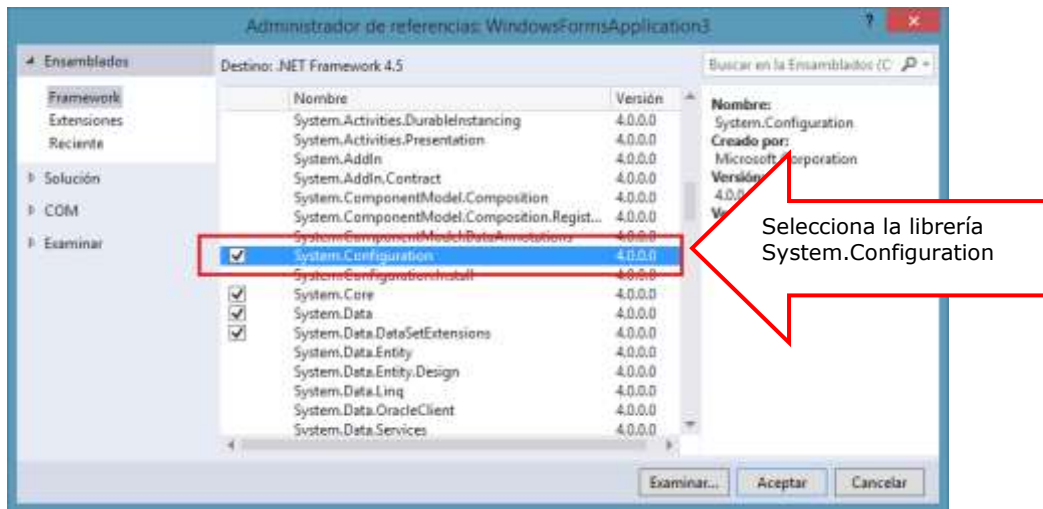 Administrador de referencias: WindowsFormsApplication3
?
Ensamblados
Framework
Extensiones
Reciente
Solución
COM
Examinar
Destino: .NET Framework 4.5
Buscar en la Ensamblados (C
Nombre Versión
System.Activities.DurableInstancing 4.0.0.0
System.Activities.Presentation 4.0.0.0
System.AddIn 4.0.0.0
System.AddIn.Contract 4.0.0.0
System.ComponentModel.Composition 4.0.0.0
System.ComponentModel.Composition.Regist... 4.0.0.0
System.ComponentModel.DataAnnotations 4.0.0.0
System.Configuration 4.0.0.0
System.Configuration.Install 4.0.0.0
System.Core 4.0.0.0
System.Data 4.0.0.0
System.Data.DataSetExtensions 4.0.0.0
System.Data.Entity 4.0.0.0
System.Data.Entity.Design 4.0.0.0
System.Data.Linq 4.0.0.0
System.Data.OracleClient 4.0.0.0
System.Data.Services 4.0.0.0
Nombre:
System.Configuration
Creado por:
Microsoft Corporation
Versión
4.0.0
Selecciona la librería
System.Configuration
Examinar... Aceptar Cancelar